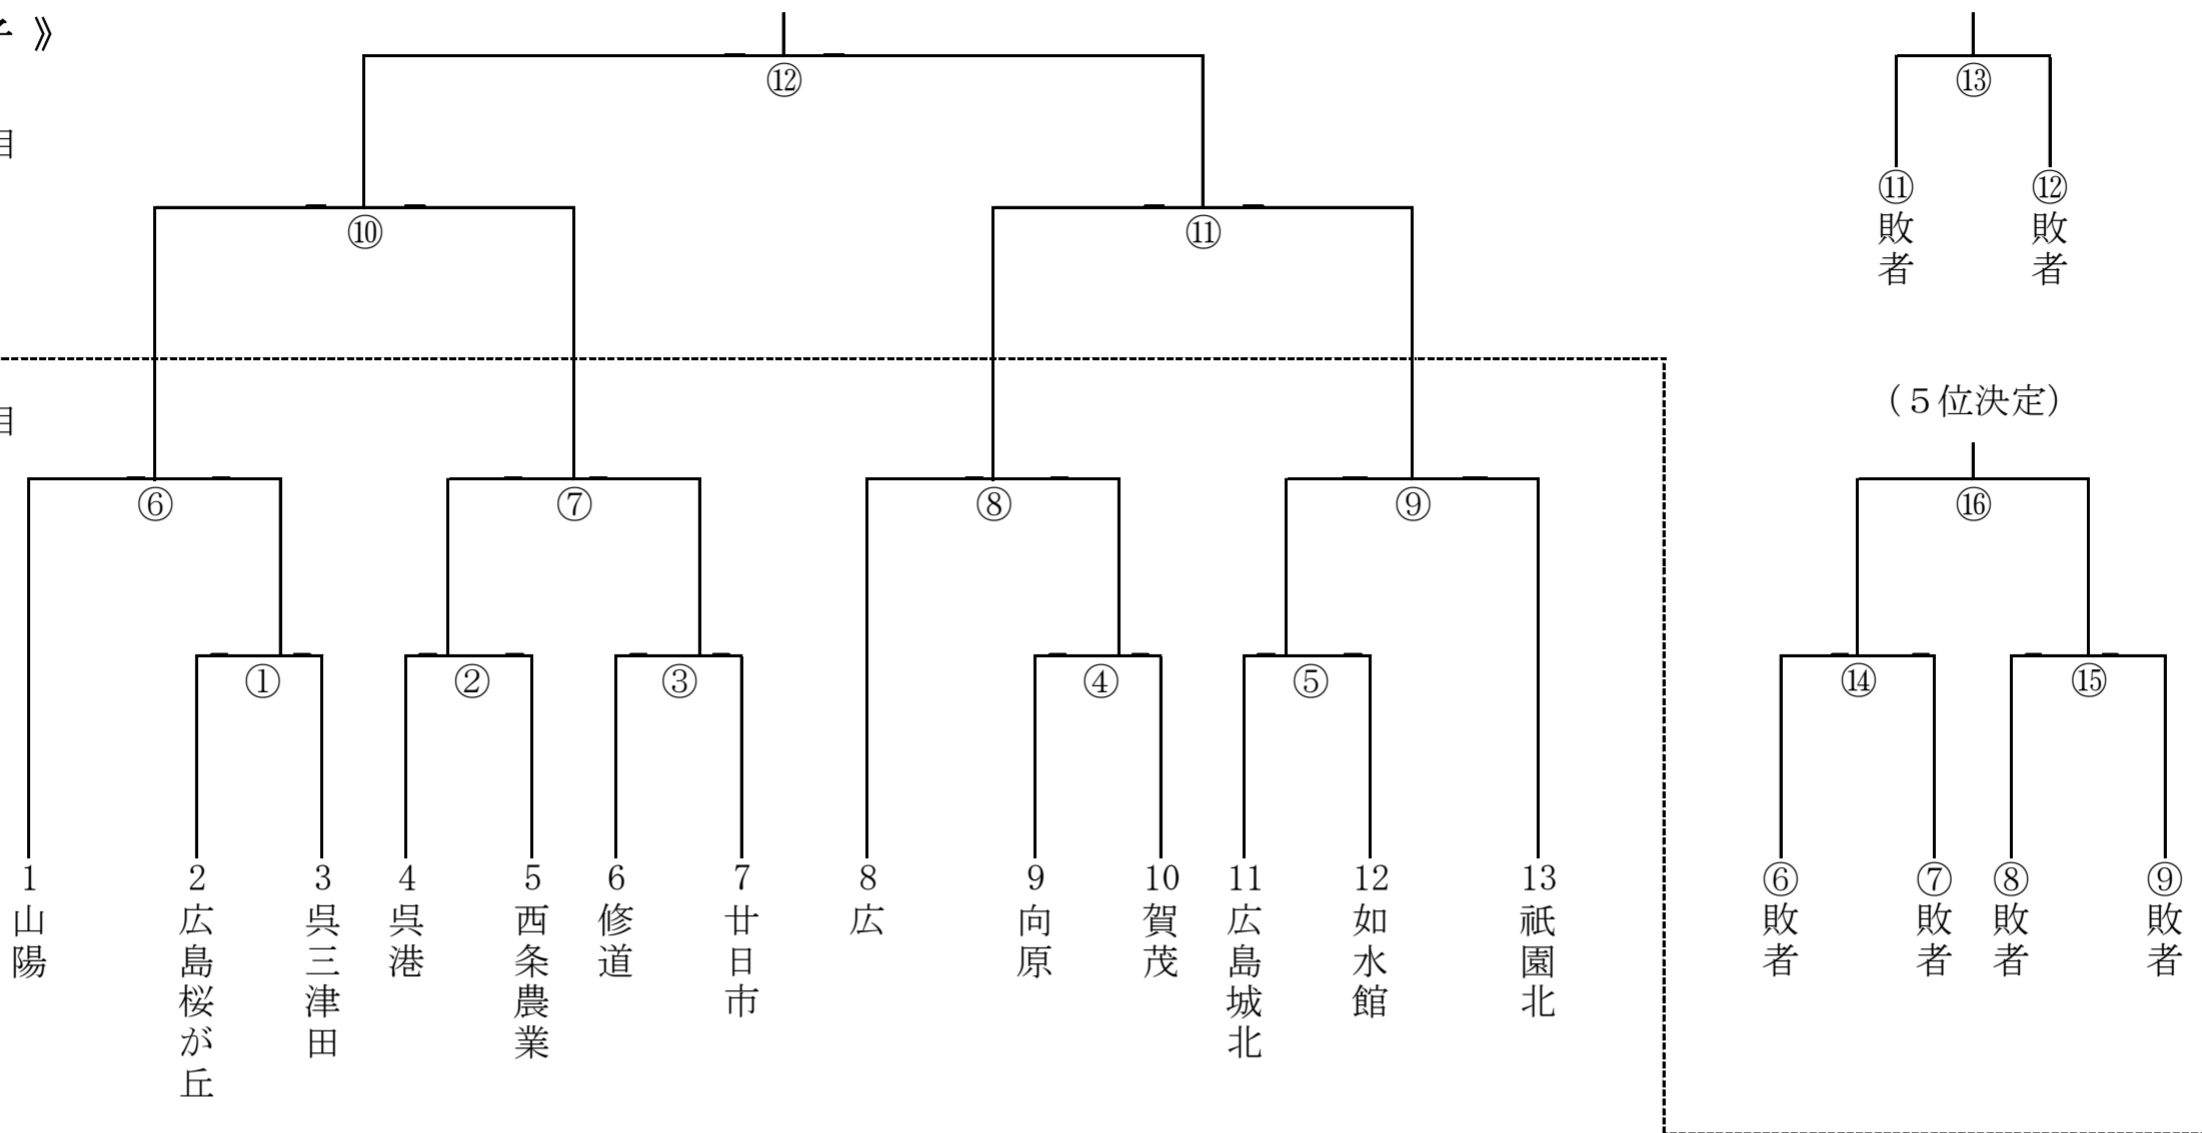 》
⑫
⑬
⑪敗者
⑫敗者
⑩
⑪
（５位決定）
⑥
⑦
⑧
⑨
⑯
①
②
③
④
⑤
⑭
⑮
1 山陽
2 広島桜が丘
3 呉三津田
4 呉港
5 西条農業
6 修道
7 廿日市
8 広
9 向原
10 賀茂
11 広島城北
12 如水館
13 祇園北
⑥敗者
⑦敗者
⑧敗者
⑨敗者